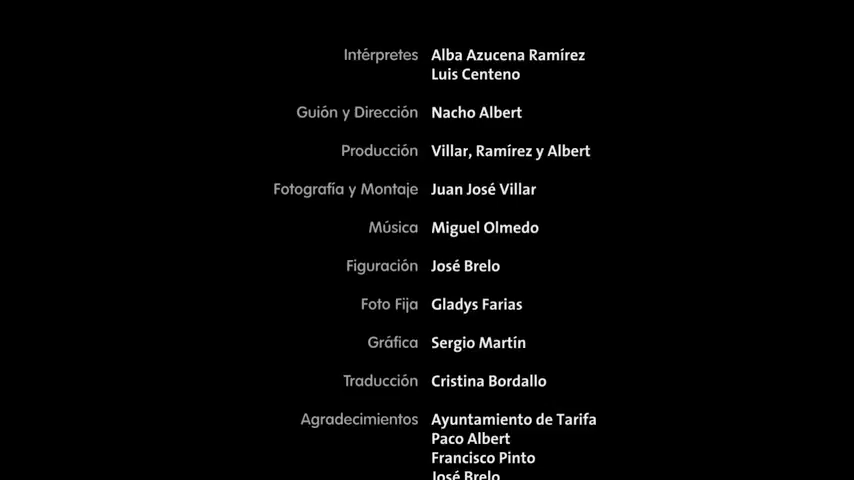 Intérpretes Alba Azucena Ramírez
Luis Centeno
Guión y Dirección Nacho Albert
Producción Villar, Ramírez y Albert
Fotografía y Montaje Juan José Villar
Música Miguel Olmedo
Figuración José Brelo
Foto Fija Gladys Farias
Gráfica Sergio Martín
Traducción Cristina Bordallo
Agradecimientos Ayuntamiento de Tarifa
Paco Albert
Francisco Pinto
José Brelo